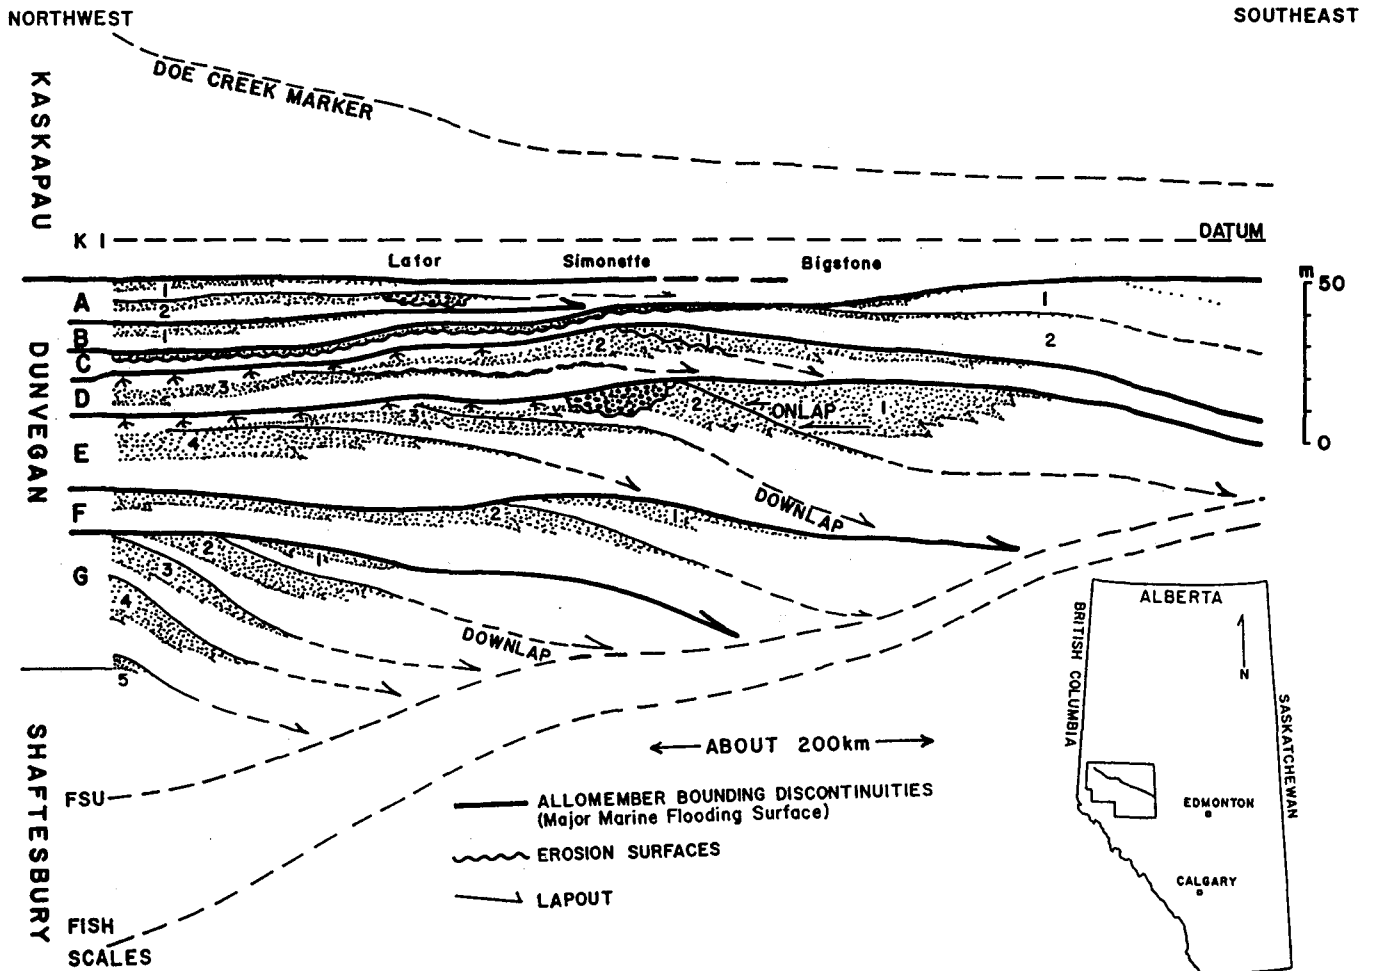 NORTHWEST
SOUTHEAST
KASKAPAU
DOE CREEK MARKER
K I
DATUM
Lator
Simonette
Bigstone
m
50
0
DUNVEGAN
A
1
2
1
2
B
1
C
2
1
D
3
E
4
3
2
1
ONLAP
DOWNLAP
F
2
1
G
2
1
3
4
5
DOWNLAP
SHAFTESBURY
FSU
FISH
SCALES
ABOUT 200km
ALLOMEMBER BOUNDING DISCONTINUITIES
(Major Marine Flooding Surface)
EROSION SURFACES
LAPOUT
ALBERTA
BRITISH COLUMBIA
N
SASKATCHEWAN
EDMONTON
CALGARY